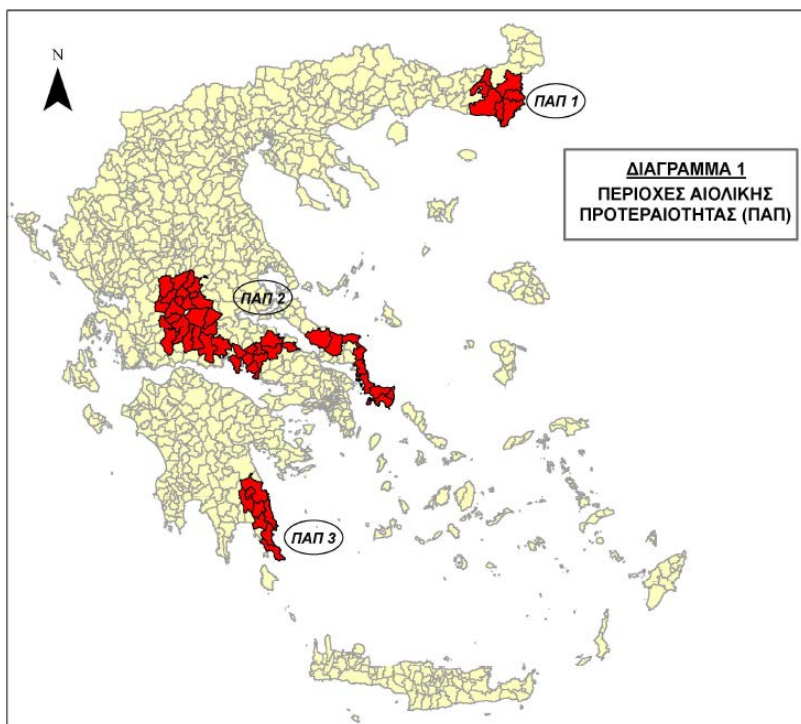 N
ΠΑΠ 1
ΔΙΑΓΡΑΜΜΑ 1
ΠΕΡΙΟΧΕΣ ΑΙΟΛΙΚΗΣ
ΠΡΟΤΕΡΑΙΟΤΗΤΑΣ (ΠΑΠ)
ΠΑΠ 2
ΠΑΠ 3